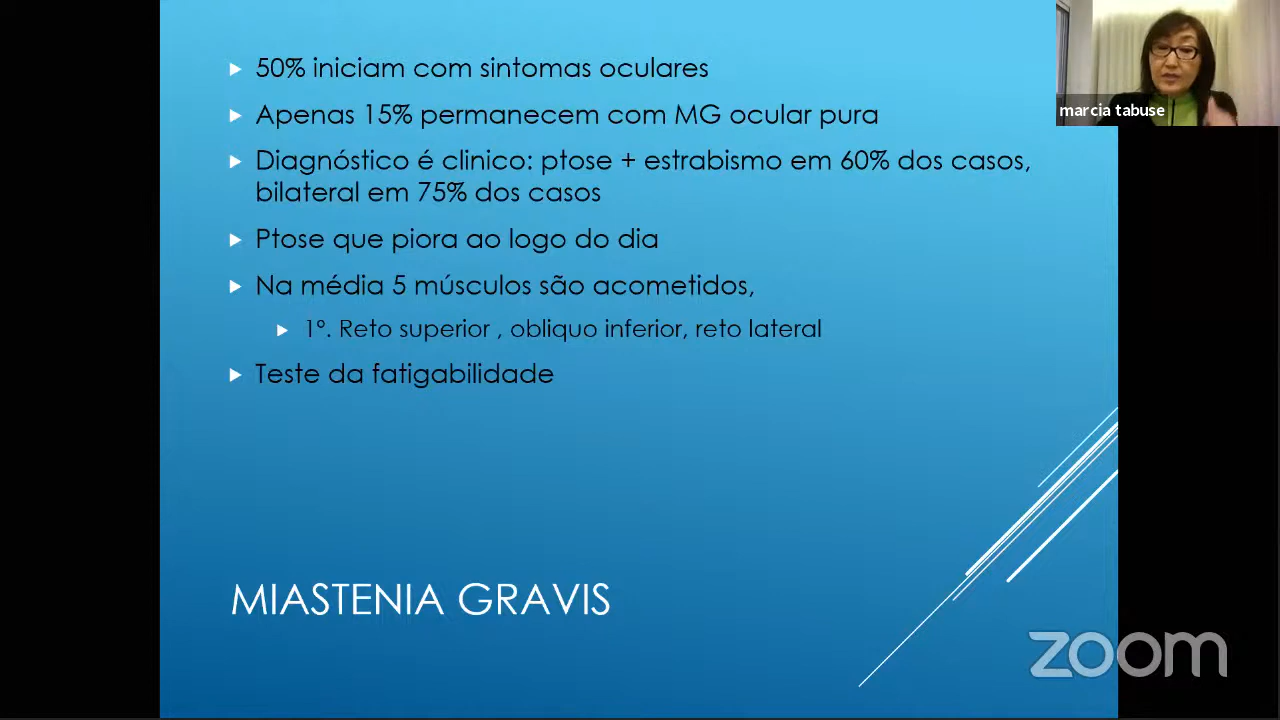 50% iniciam com sintomas oculares
Apenas 15% permanecem com MG ocular pura
Diagnóstico é clinico: ptose + estrabismo em 60% dos casos,
bilateral em 75% dos casos
Ptose que piora ao logo do dia
Na média 5 músculos são acometidos,
1º. Reto superior , obliquo inferior, reto lateral
Teste da fatigabilidade
MIASTENIA GRAVIS
marcia tabuse
zoom